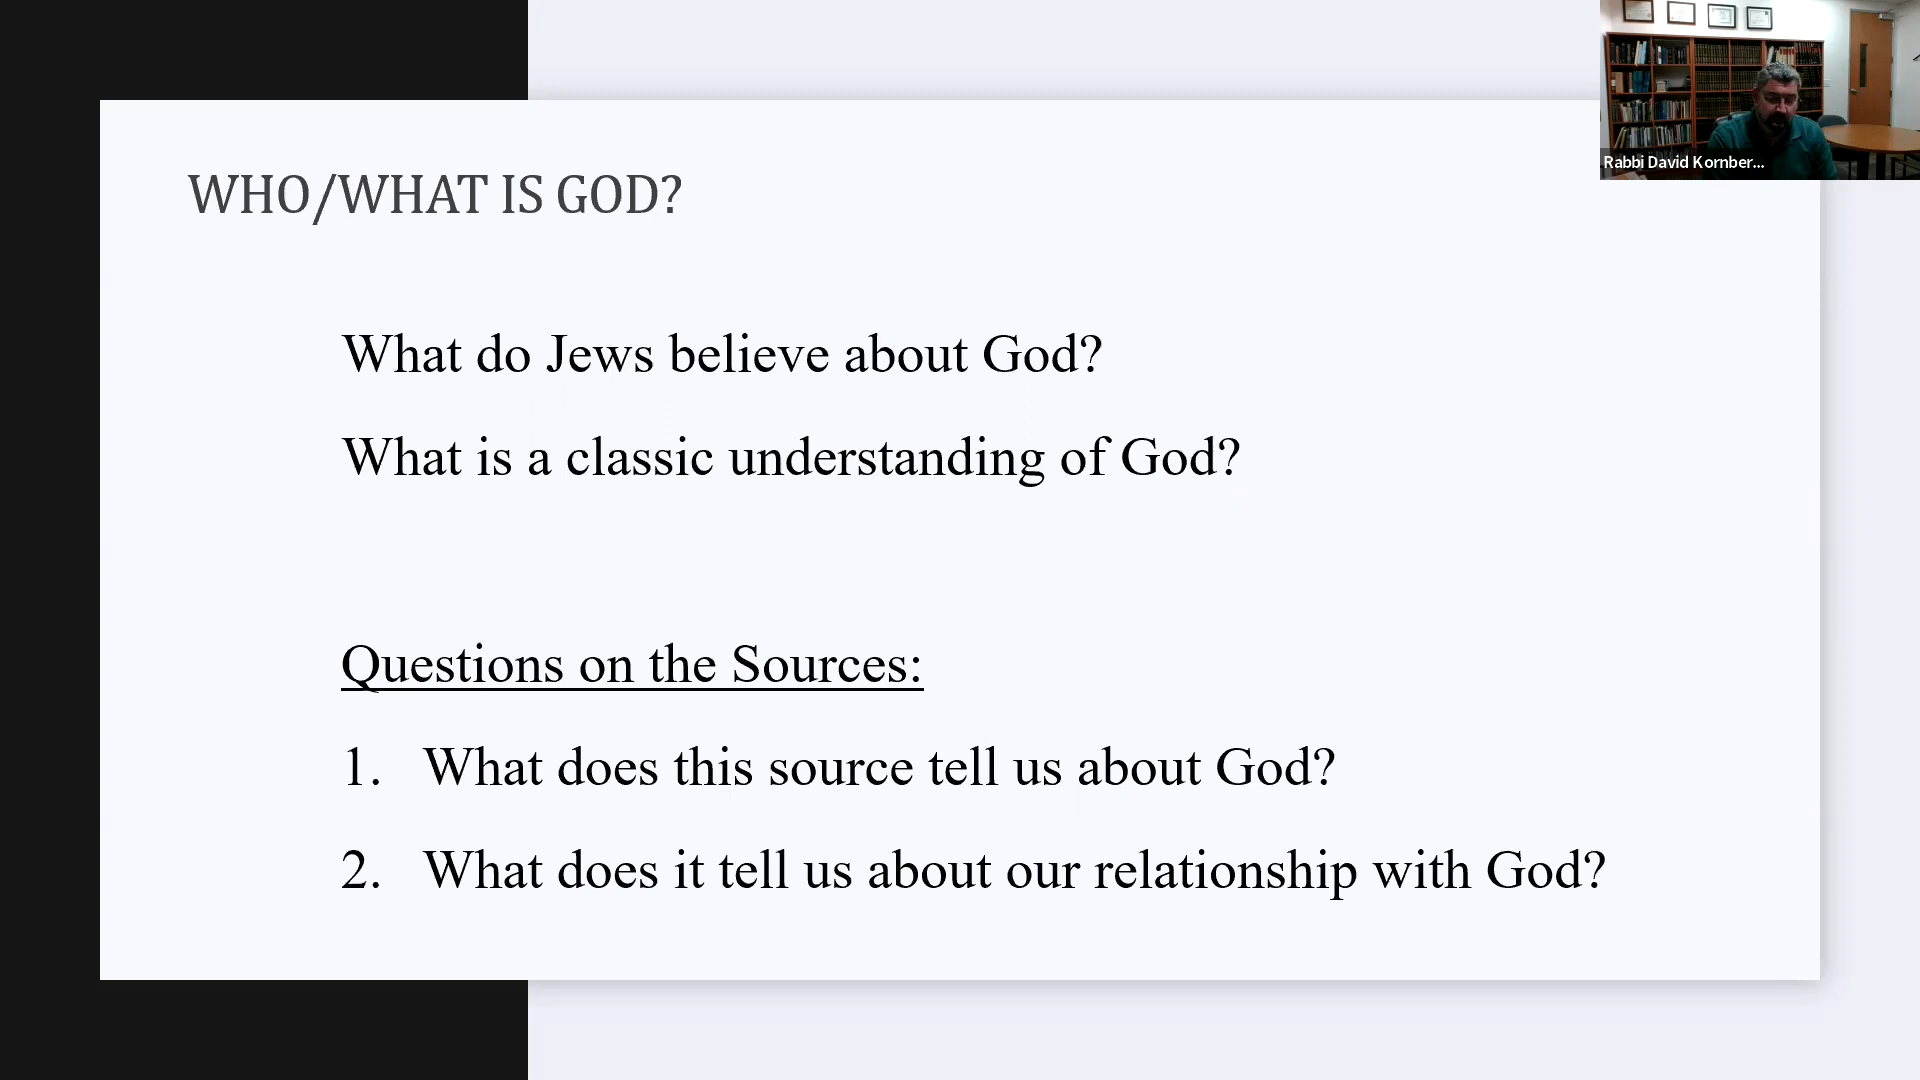 WHO/WHAT IS GOD?
What do Jews believe about God?
What is a classic understanding of God?
Questions on the Sources:
1. What does this source tell us about God?
2. What does it tell us about our relationship with God?
Rabbi David Kornber...